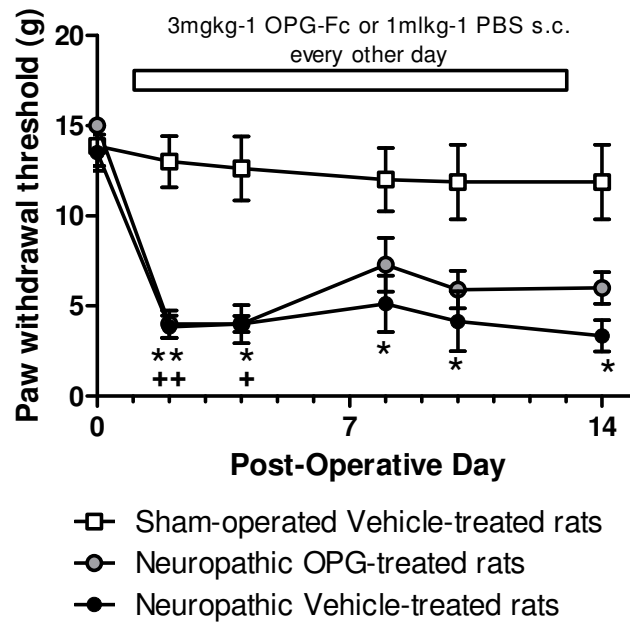 3mgkg-1 OPG-Fc or 1mlkg-1 PBS s.c.
every other day
Paw withdrawal threshold (g)
20
15
10
5
0
** * * * *
++ +
0 7 14
Post-Operative Day
Sham-operated Vehicle-treated rats
Neuropathic OPG-treated rats
Neuropathic Vehicle-treated rats